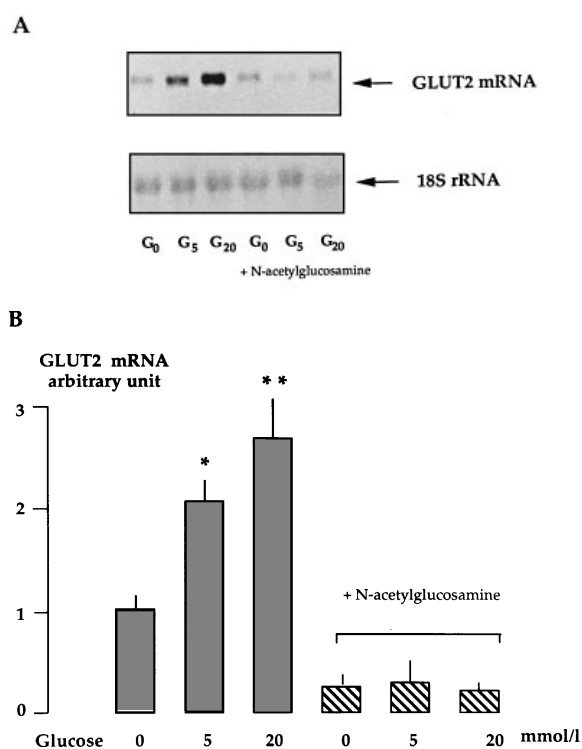 A
GLUT2 mRNA
18S rRNA
G0 G5 G20 G0 G5 G20
+ N-acetylglucosamine
B
GLUT2 mRNA
arbitrary unit
* *
3
*
2
+ N-acetylglucosamine
1
0
Glucose 0 5 20 0 5 20 mmol/l